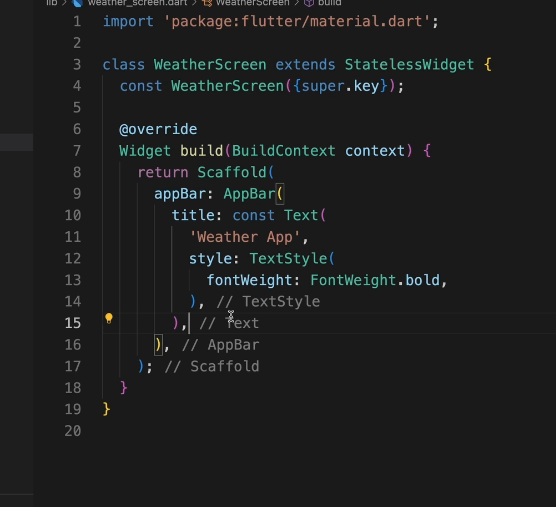 lib > weather_screen.dart > WeatherScreen > build
1 import 'package:flutter/material.dart';
2
3 class WeatherScreen extends StatelessWidget {
4 const WeatherScreen({super.key});
5
6 @override
7 Widget build(BuildContext context) {
8 return Scaffold(
9 appBar: AppBar(
10 title: const Text(
11 'Weather App',
12 style: TextStyle(
13 fontWeight: FontWeight.bold,
14 ), // TextStyle
15 ), // Text
16 ), // AppBar
17 ); // Scaffold
18 }
19 }
20